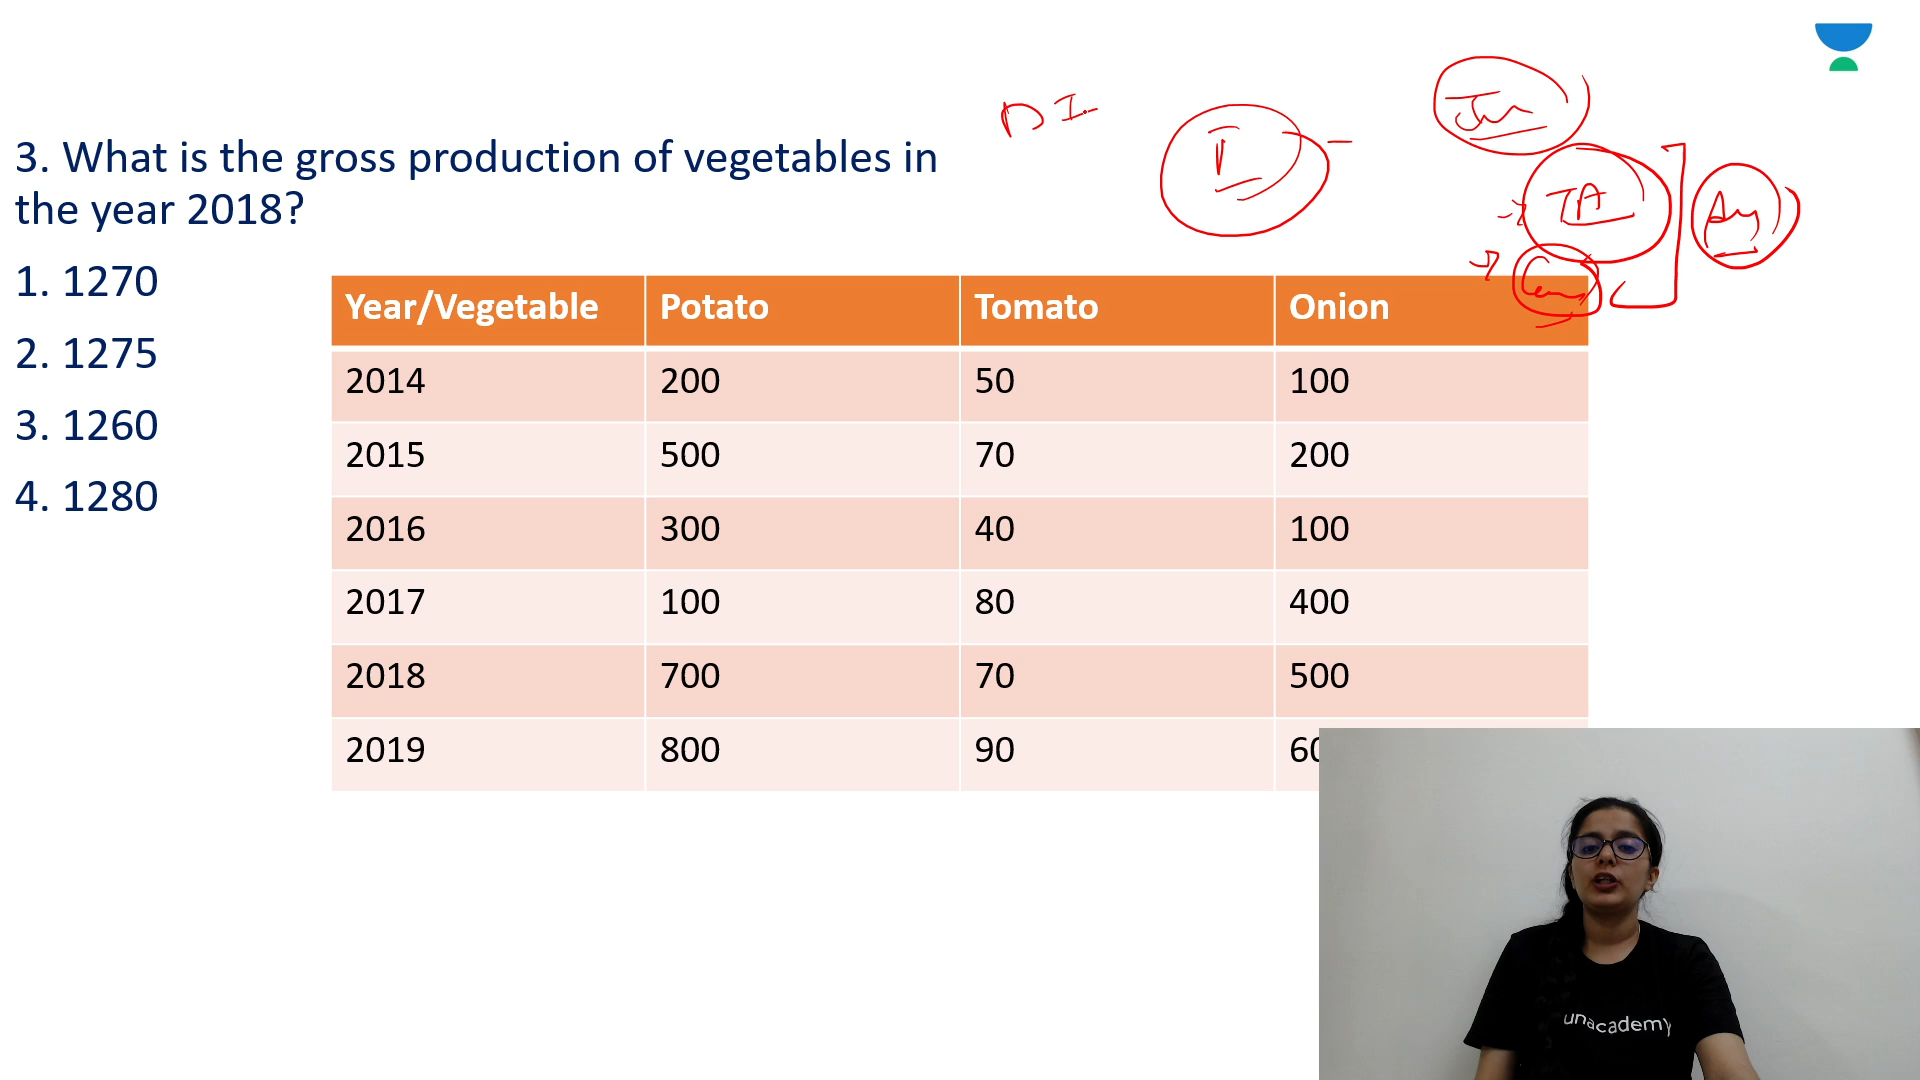 D I.
3. What is the gross production of vegetables in
the year 2018?
1. 1270
2. 1275
3. 1260
4. 1280
Year/Vegetable Potato Tomato Onion
2014 200 50 100
2015 500 70 200
2016 300 40 100
2017 100 80 400
2018 700 70 500
2019 800 90
unacademy